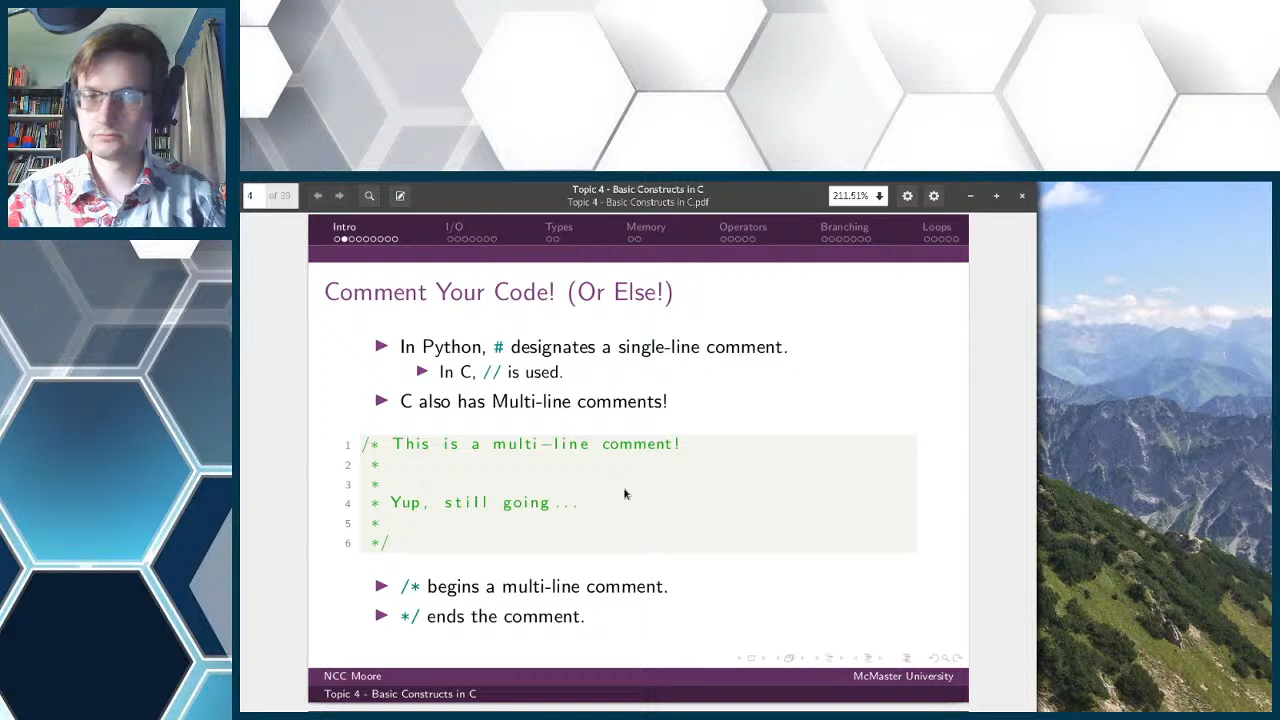 4 of 39
Topic 4 - Basic Constructs in C
Topic 4 - Basic Constructs in C.pdf
211.51%
Intro I/O Types Memory Operators Branching Loops
Comment Your Code! (Or Else!)
In Python, # designates a single-line comment.
In C, // is used.
C also has Multi-line comments!
1 /* This is a multi-line comment!
2 *
3 *
4 * Yup, still going...
5 *
6 */
/* begins a multi-line comment.
*/ ends the comment.
NCC Moore McMaster University
Topic 4 - Basic Constructs in C